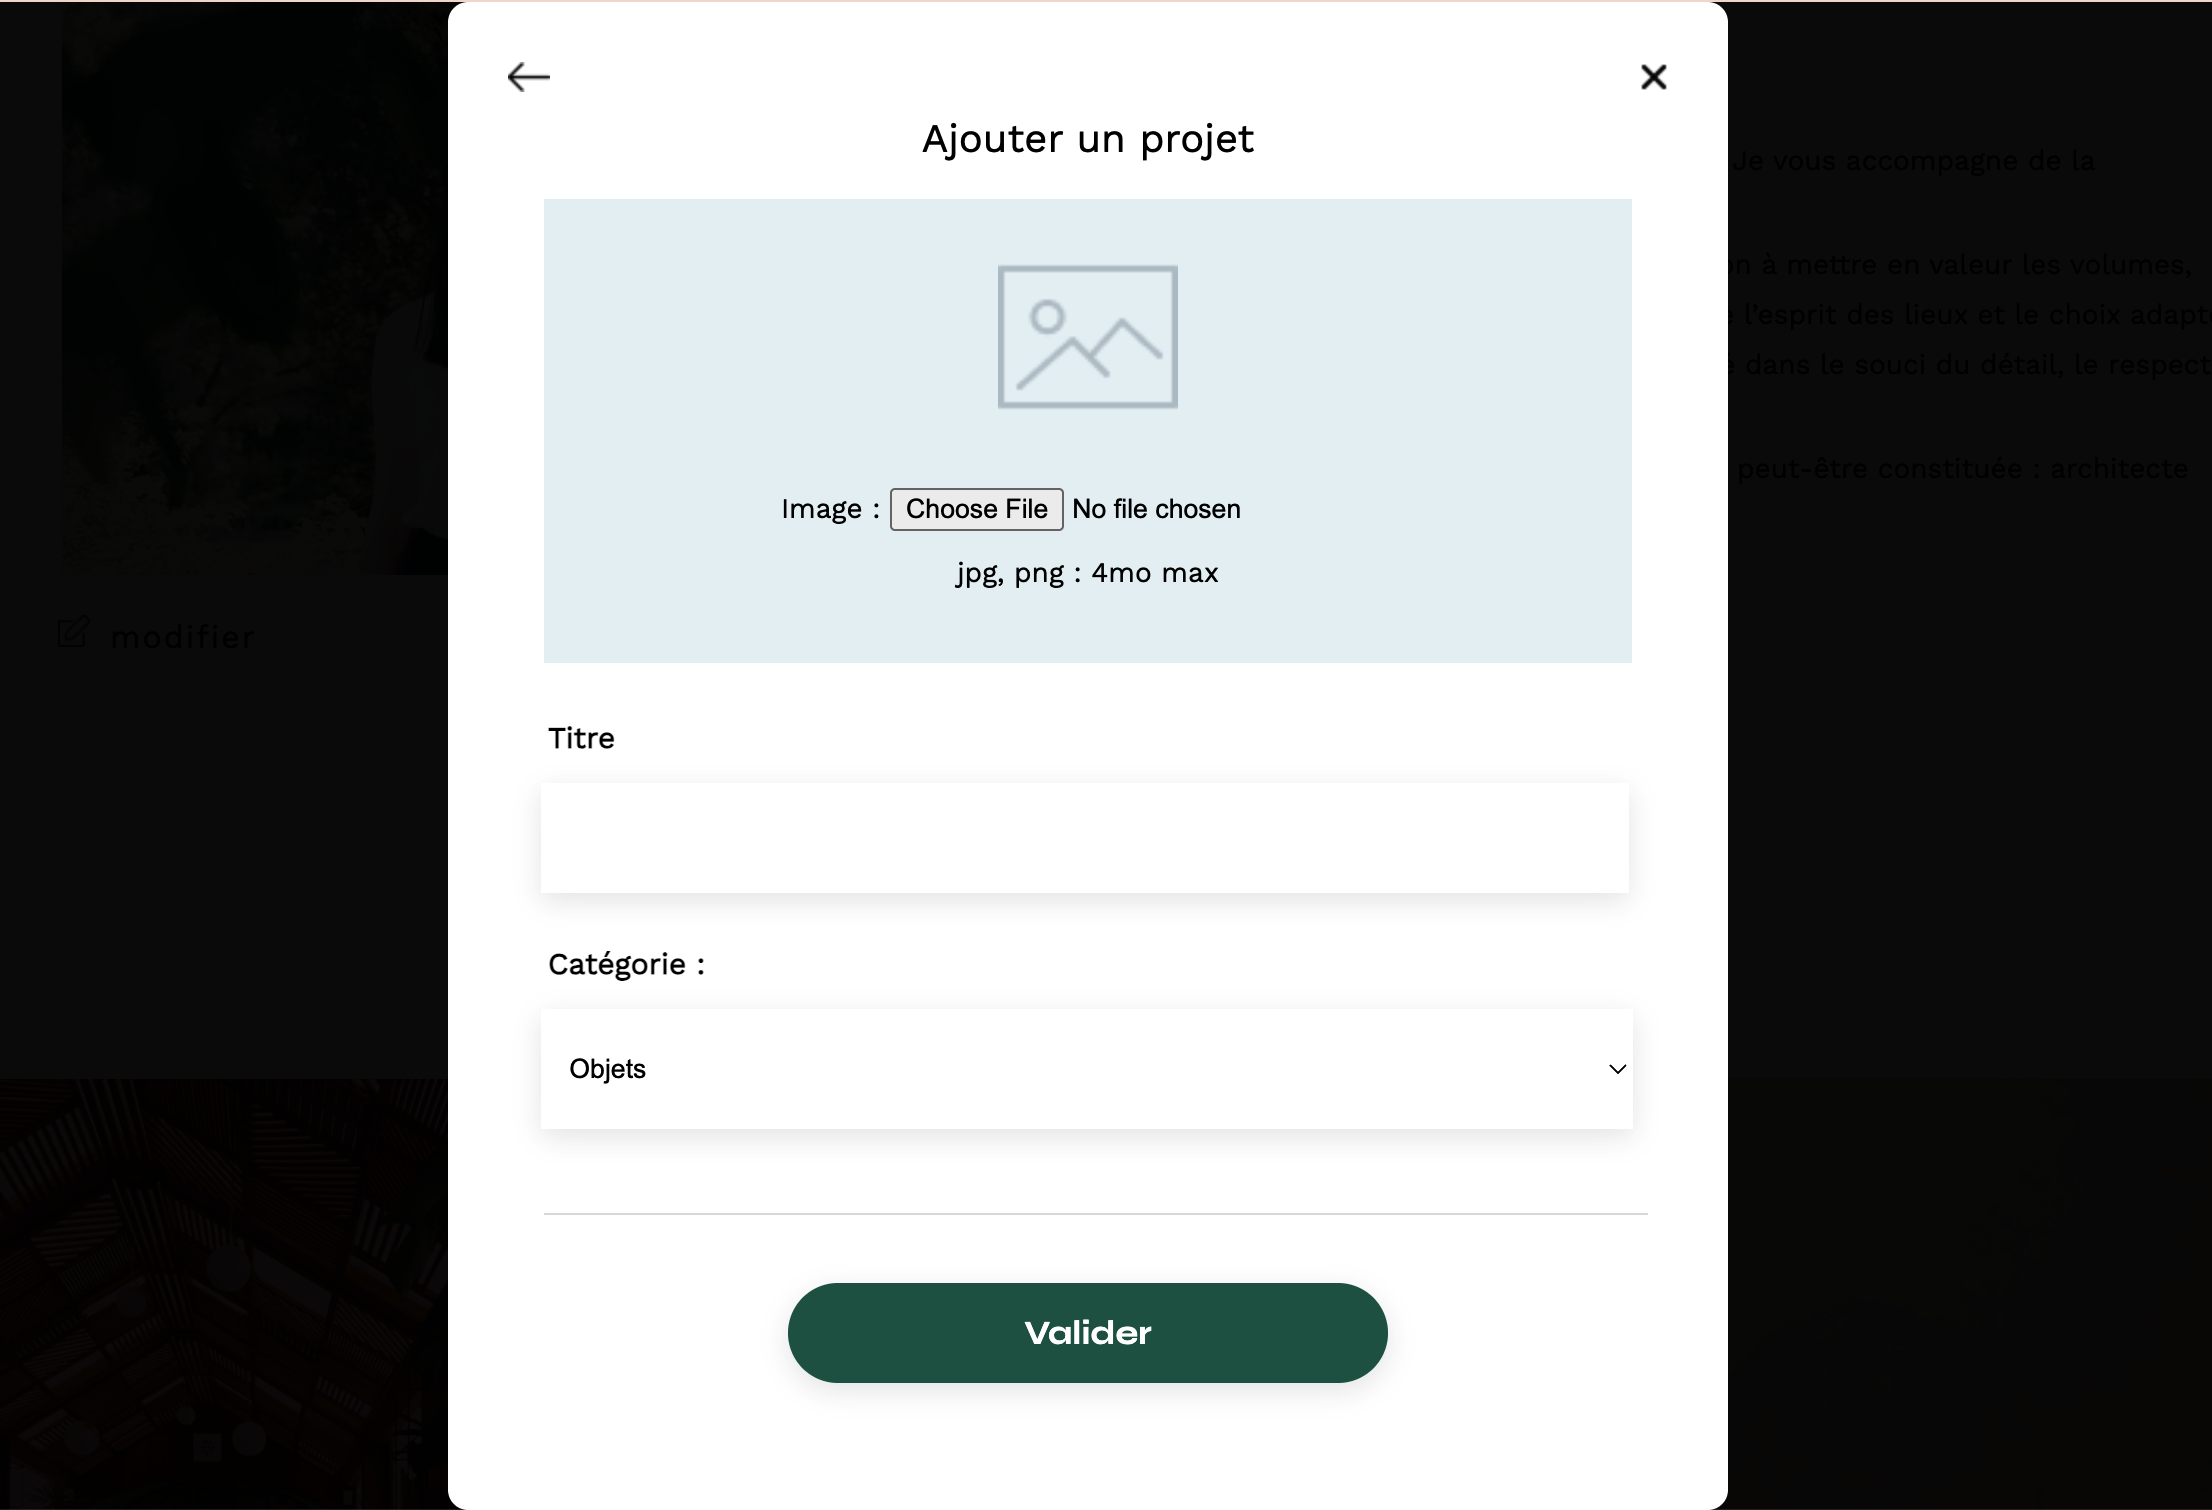 Ajouter un projet
Je vous accompagne de la
on à mettre en valeur les volumes,
l'esprit des lieux et le choix
dans le souci du détail, le respect
peut-être constituée : architecte
Image : Choose File No file chosen
jpg, png : 4mo max
modifier
Titre
Catégorie :
Objets
Valider